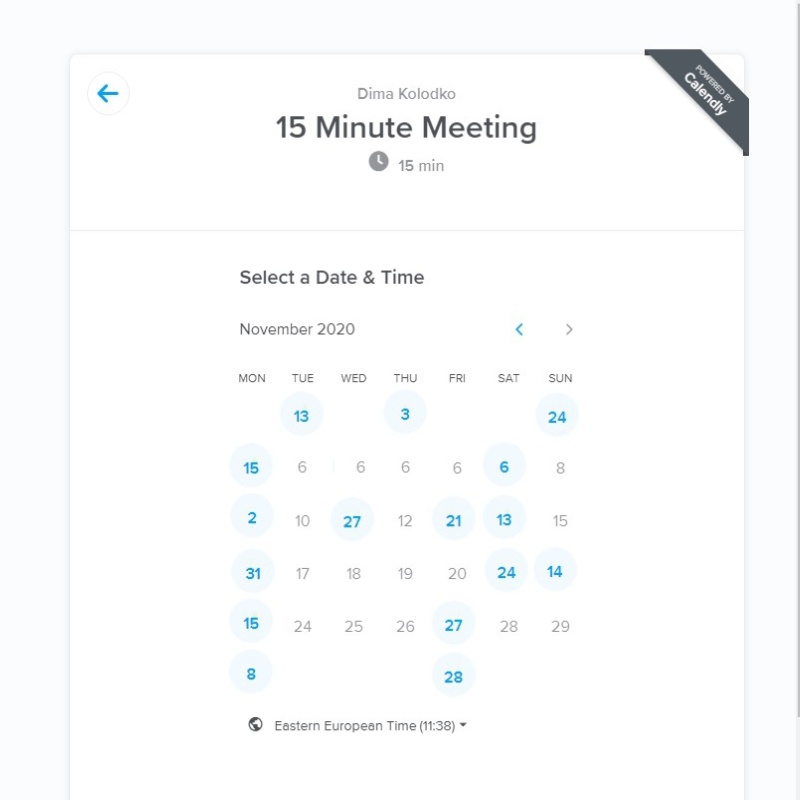 POWERED BY
Calendly
Dima Kolodko
15 Minute Meeting
15 min
Select a Date & Time
November 2020
MON TUE WED THU FRI SAT SUN
13 3 24
15 6 6 6 6 6 8
2 10 27 12 21 13 15
31 17 18 19 20 24 14
15 24 25 26 27 28 29
8 28
Eastern European Time (11:38)